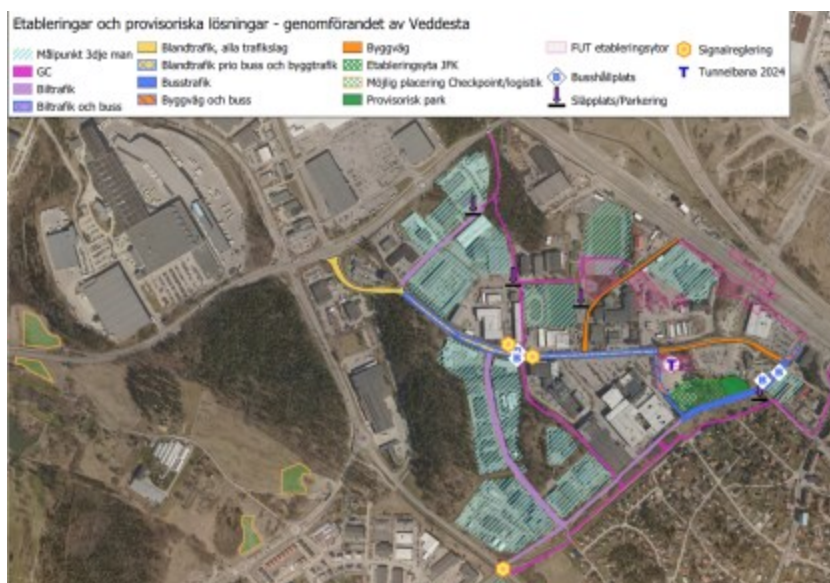 Etableringar och provisoriska lösningar - genomförandet av Veddesta
Målpunkt 3dje man
GC
Biltrafik
Biltrafik och buss
Blandtrafik, alla trafikslag
Blandtrafik prio buss och byggtrafik
Busstrafik
Byggväg och buss
Byggväg
Etableringsyta JPK
Möjlig placering Checkpoint/logistik
Provisorisk park
FUT etableringsytor
Busshållplats
Släpplats/Parkering
Signalreglering
Tunnelbana 2024
T
T